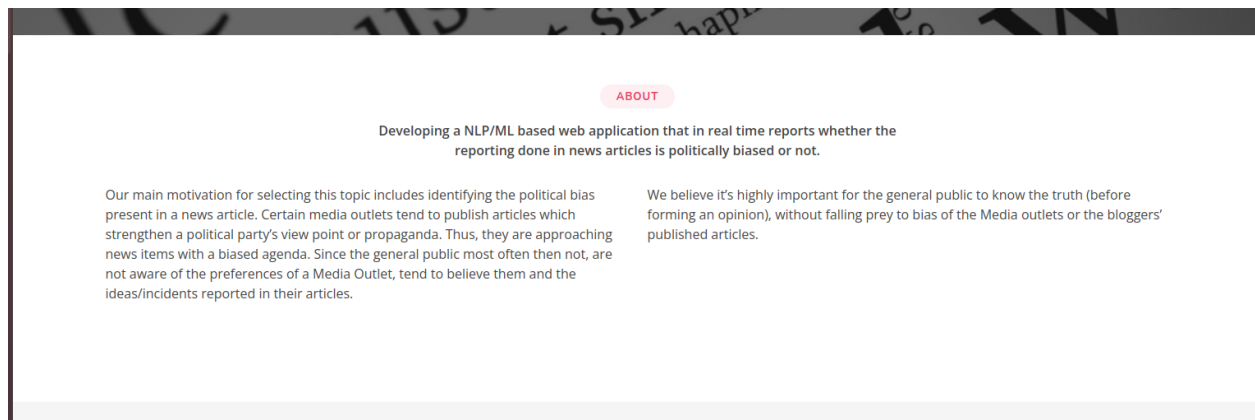 hap
ABOUT
Developing a NLP/ML based web application that in real time reports whether the
reporting done in news articles is politically biased or not.
Our main motivation for selecting this topic includes identifying the political bias
present in a news article. Certain media outlets tend to publish articles which
strengthen a political party's view point or propaganda. Thus, they are approaching
news items with a biased agenda. Since the general public most often then not, are
not aware of the preferences of a Media Outlet, tend to believe them and the
ideas/incidents reported in their articles.
We believe it's highly important for the general public to know the truth (before
forming an opinion), without falling prey to bias of the Media outlets or the bloggers'
published articles.